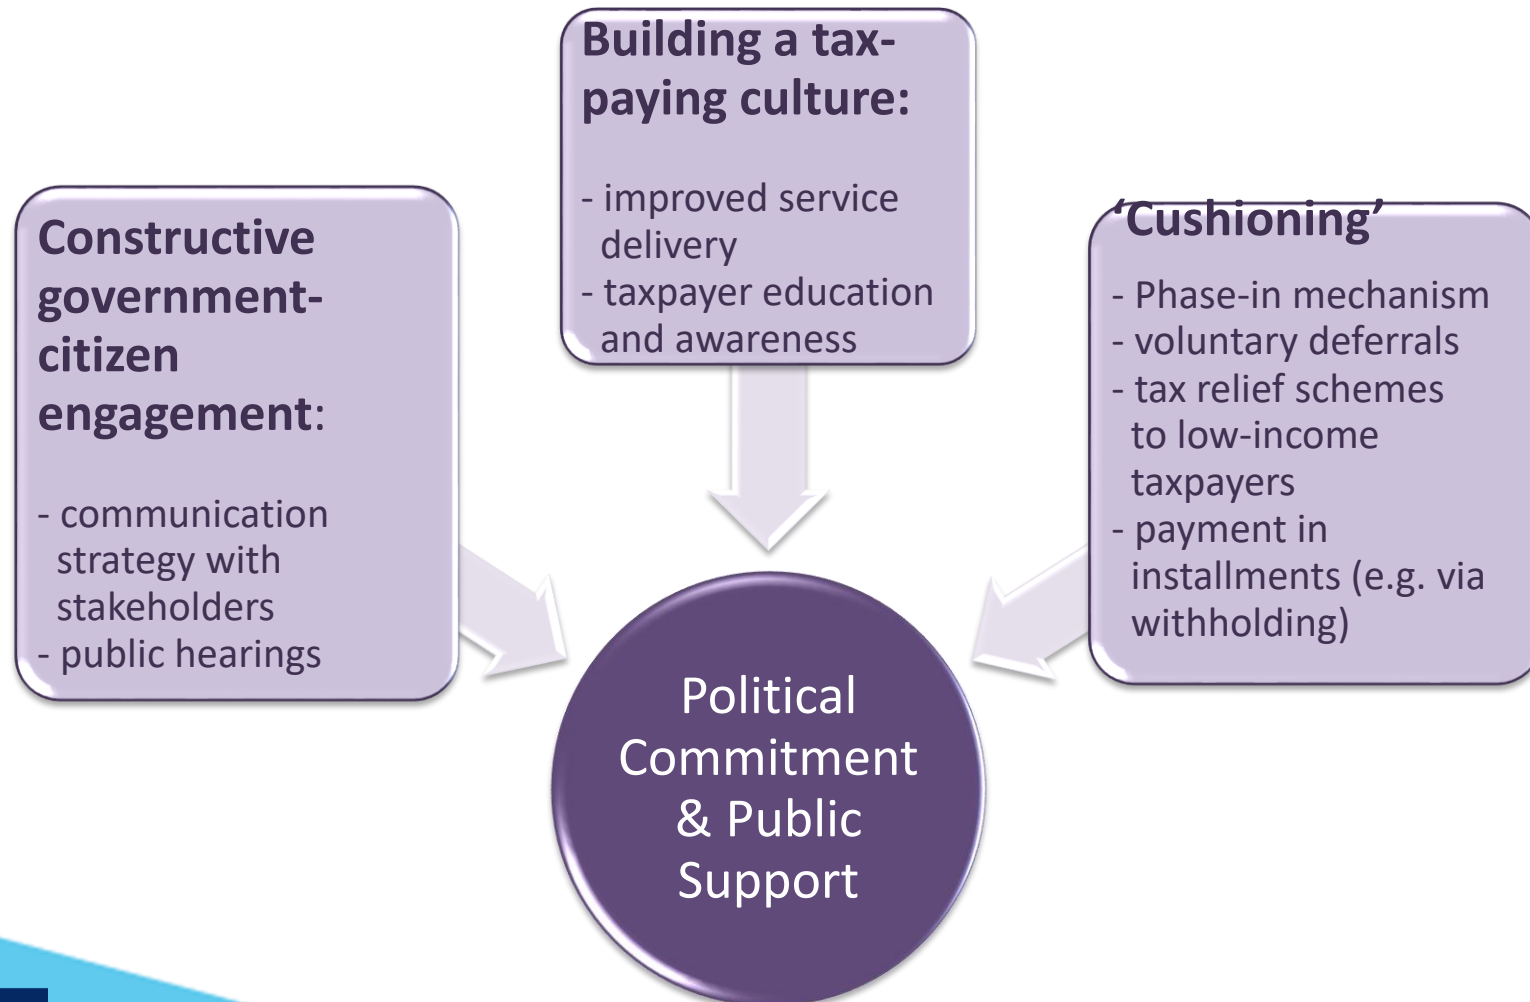 Constructive
government-
citizen
engagement:
- communication
strategy with
stakeholders
- public hearings
Building a tax-
paying culture:
- improved service
delivery
- taxpayer education
and awareness
‘Cushioning’
- Phase-in mechanism
- voluntary deferrals
- tax relief schemes
to low-income
taxpayers
- payment in
installments (e.g. via
withholding)
Political
Commitment
& Public
Support